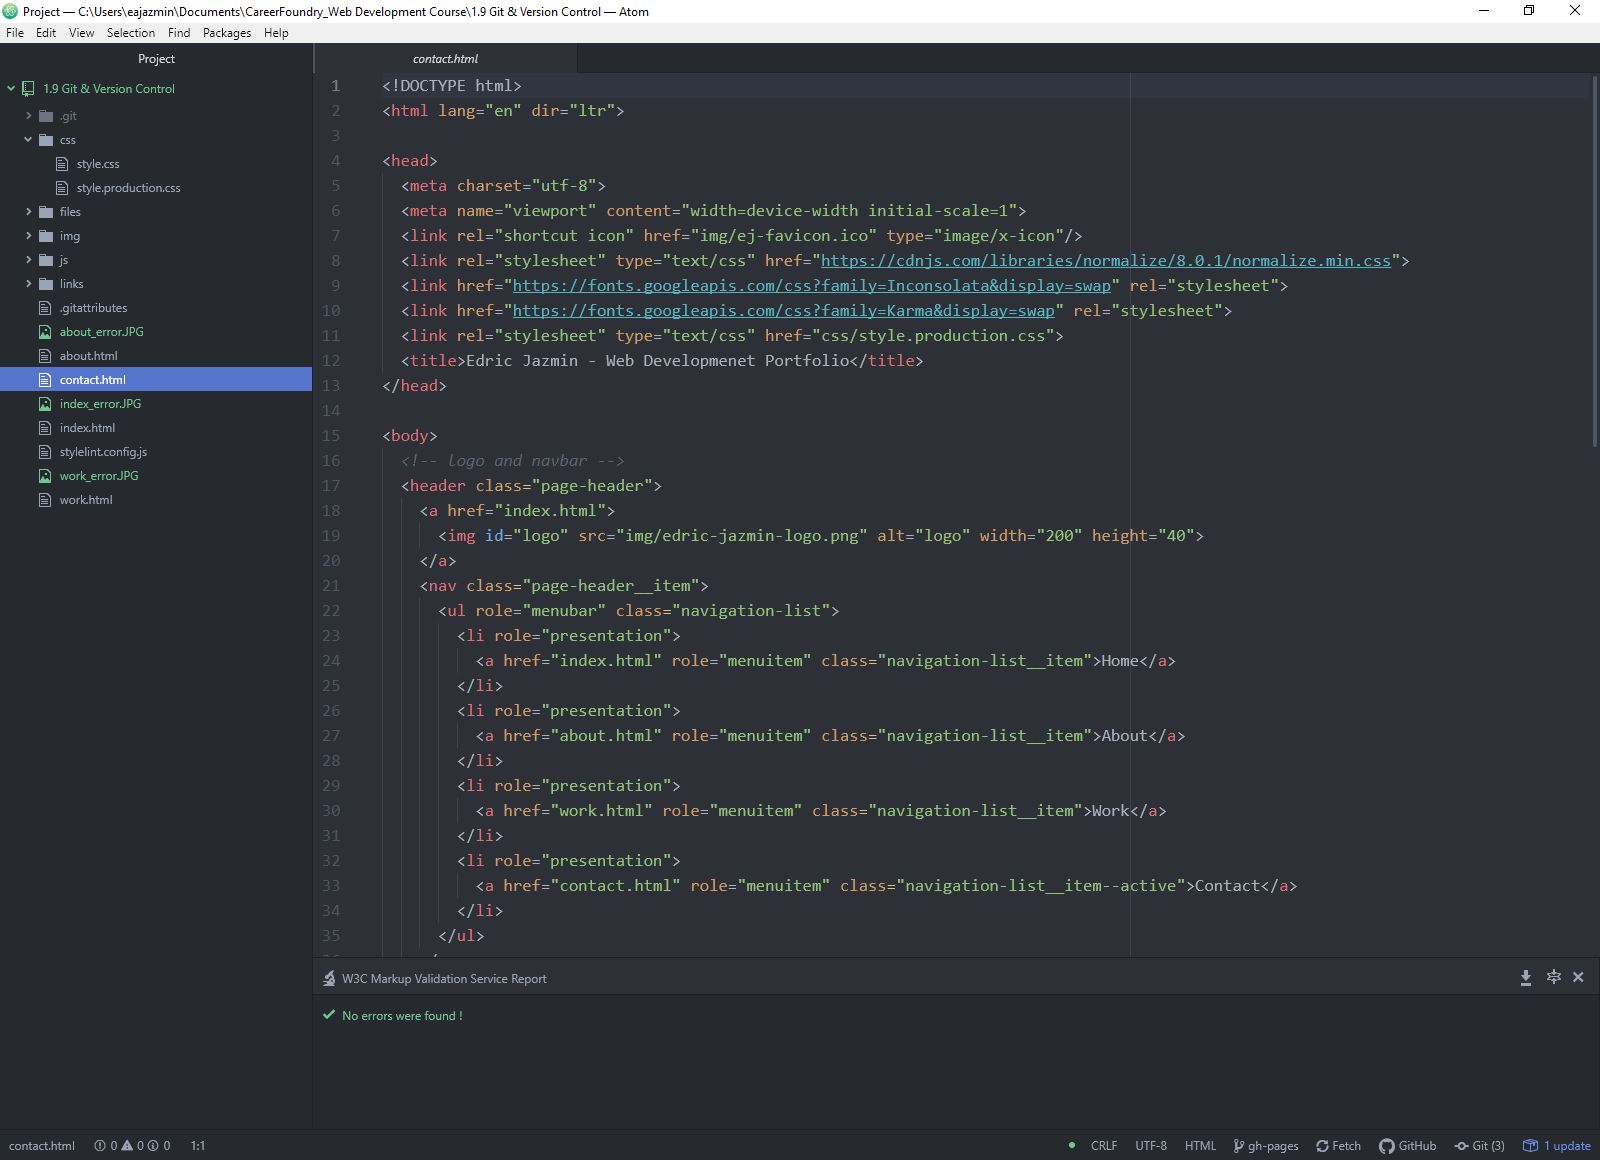 Project — C:\Users\eajazmin\Documents\CareerFoundry_Web Development Course\1.9 Git & Version Control — Atom
File Edit View Selection Find Packages Help
Project
1.9 Git & Version Control
.git
css
style.css
style.production.css
files
img
js
links
.gitattributes
about_error.JPG
about.html
contact.html
index_error.JPG
index.html
stylelint.config.js
work_error.JPG
work.html
contact.html
1 <!DOCTYPE html>
2 <html lang="en" dir="ltr">
3
4 <head>
5 <meta charset="utf-8">
6 <meta name="viewport" content="width=device-width initial-scale=1">
7 <link rel="shortcut icon" href="img/ej-favicon.ico" type="image/x-icon"/>
8 <link rel="stylesheet" type="text/css" href="https://cdnjs.com/libraries/normalize/8.0.1/normalize.min.css">
9 <link href="https://fonts.googleapis.com/css?family=Inconsolata&display=swap" rel="stylesheet">
10 <link href="https://fonts.googleapis.com/css?family=Karma&display=swap" rel="stylesheet">
11 <link rel="stylesheet" type="text/css" href="css/style.production.css">
12 <title>Edric Jazmin - Web Developmenet Portfolio</title>
13 </head>
14
15 <body>
16 <!-- Logo and navbar -->
17 <header class="page-header">
18 <a href="index.html">
19 <img id="logo" src="img/edric-jazmin-logo.png" alt="logo" width="200" height="40">
20 </a>
21 <nav class="page-header__item">
22 <ul role="menubar" class="navigation-list">
23 <li role="presentation">
24 <a href="index.html" role="menuitem" class="navigation-list__item">Home</a>
25 </li>
26 <li role="presentation">
27 <a href="about.html" role="menuitem" class="navigation-list__item">About</a>
28 </li>
29 <li role="presentation">
30 <a href="work.html" role="menuitem" class="navigation-list__item">Work</a>
31 </li>
32 <li role="presentation">
33 <a href="contact.html" role="menuitem" class="navigation-list__item--active">Contact</a>
34 </li>
35 </ul>
W3C Markup Validation Service Report
No errors were found !
contact.html 0 0 0 1:1 CRLF UTF-8 HTML gh-pages Fetch GitHub Git (3) 1 update